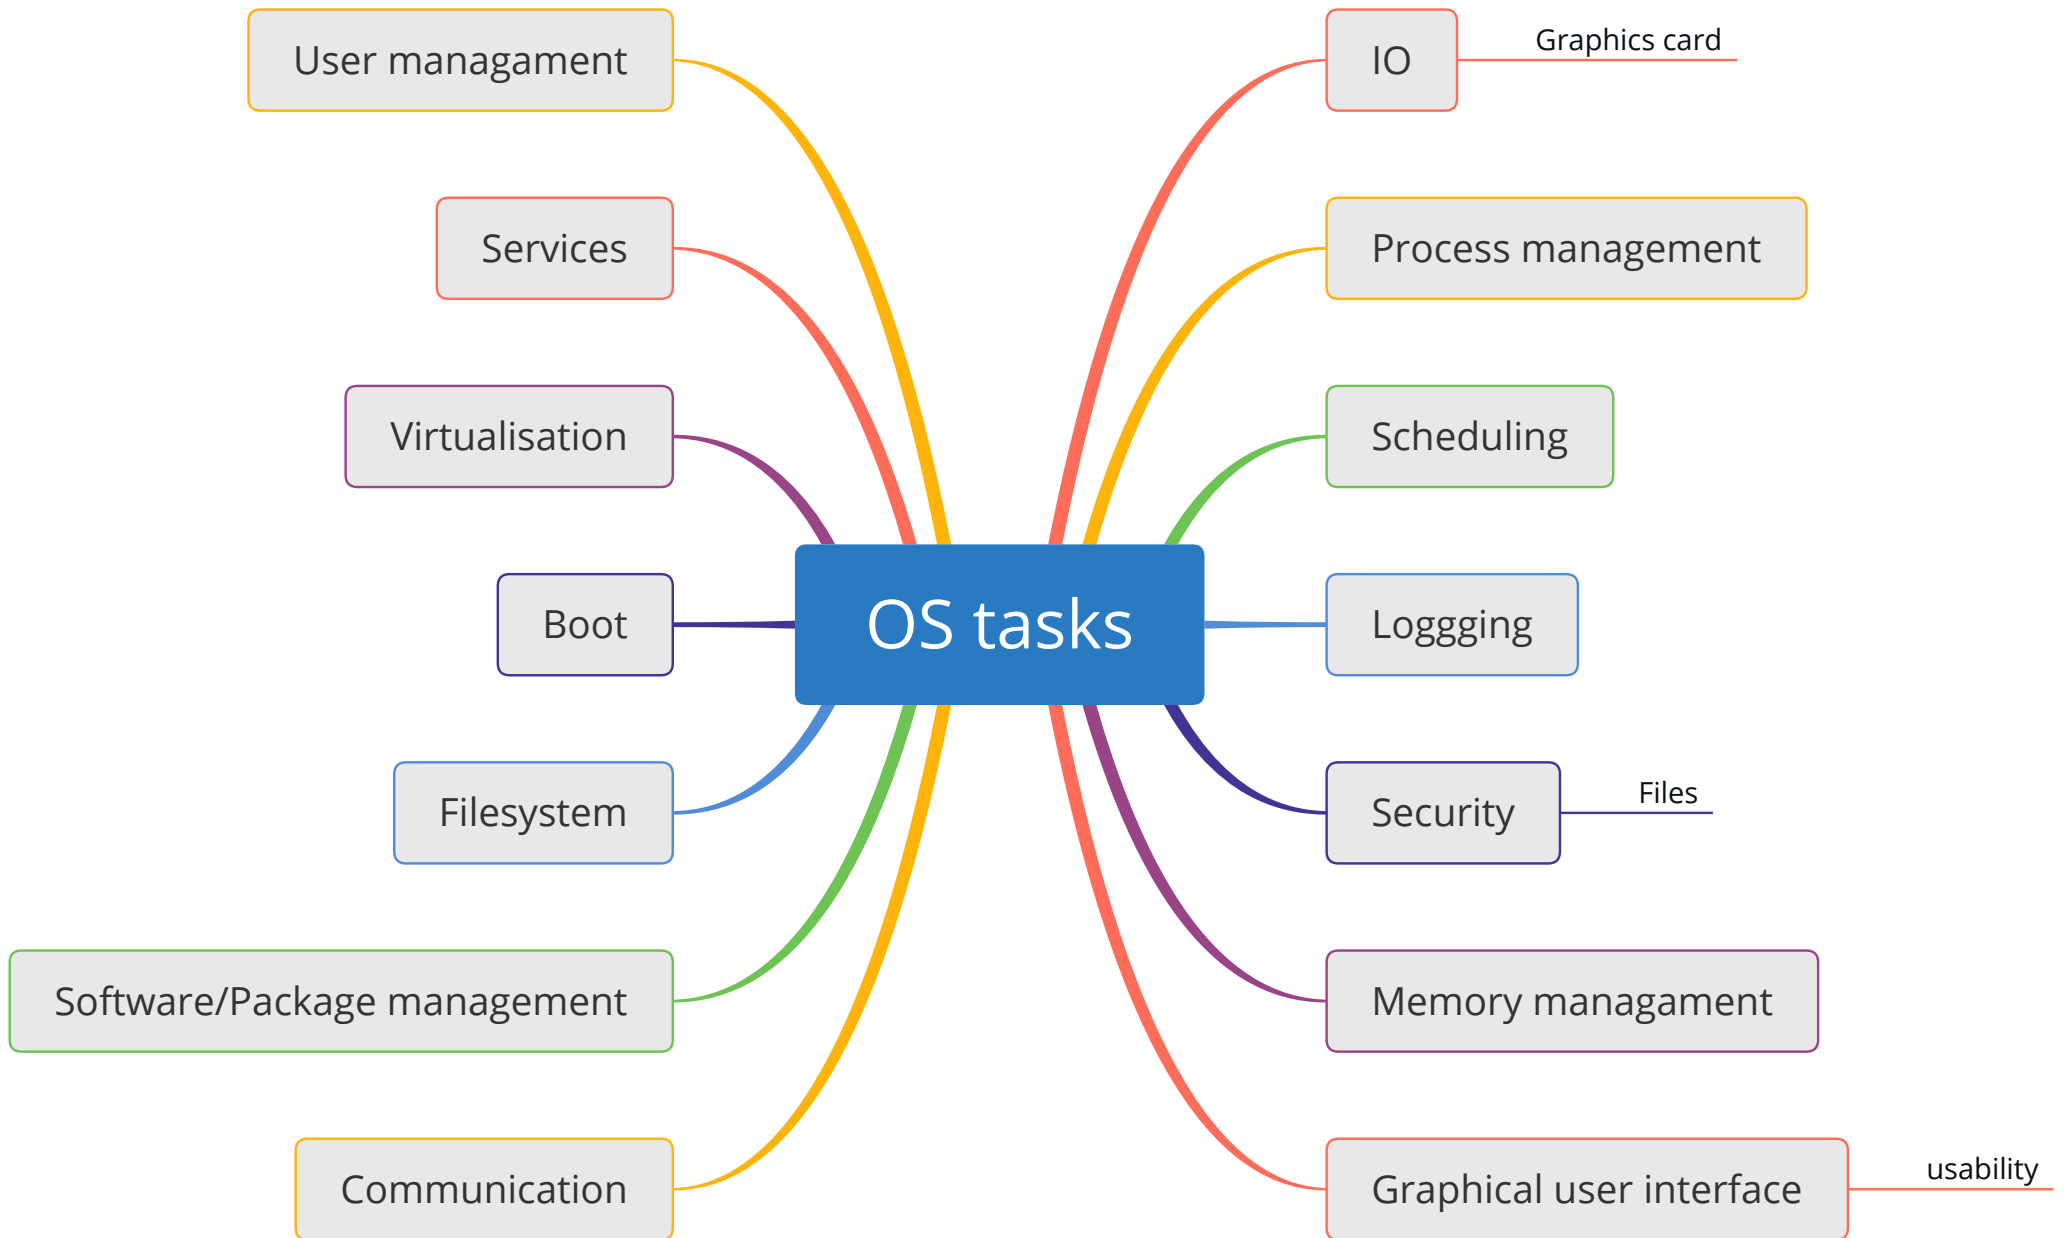 User managament
Services
Virtualisation
Boot
Filesystem
Software/Package management
Communication
OS tasks
IO
Graphics card
Process management
Scheduling
Loggging
Security
Files
Memory managament
Graphical user interface
usability